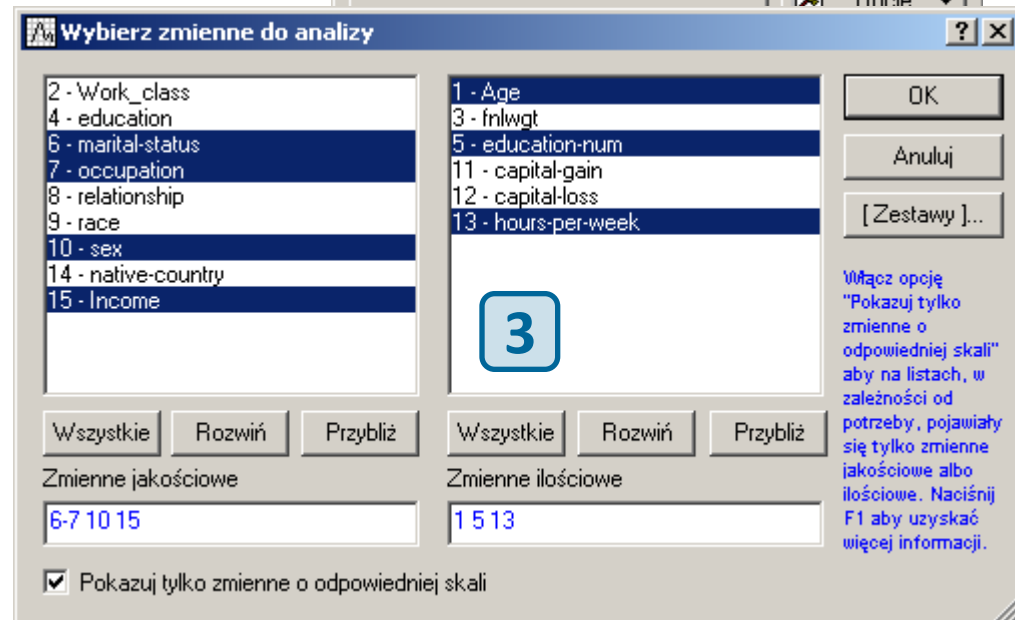 Opcje
Wybierz zmienne do analizy
2 - Work_class
4 - education
6 - marital-status
7 - occupation
8 - relationship
9 - race
10 - sex
14 - native-country
15 - Income
1 - Age
3 - fnlwgt
5 - education-num
11 - capital-gain
12 - capital-loss
13 - hours-per-week
3
OK
Anuluj
[ Zestawy ]...
Włącz opcję
"Pokazuj tylko
zmienne o
odpowiedniej skali"
aby na listach, w
zależności od
potrzeby, pojawiały
się tylko zmienne
jakościowe albo
ilościowe. Naciśnij
F1 aby uzyskać
więcej informacji.
Wszystkie Rozwiń Przybliż
Wszystkie Rozwiń Przybliż
Zmienne jakościowe
6-7 10 15
Zmienne ilościowe
1 5 13
Pokazuj tylko zmienne o odpowiedniej skali